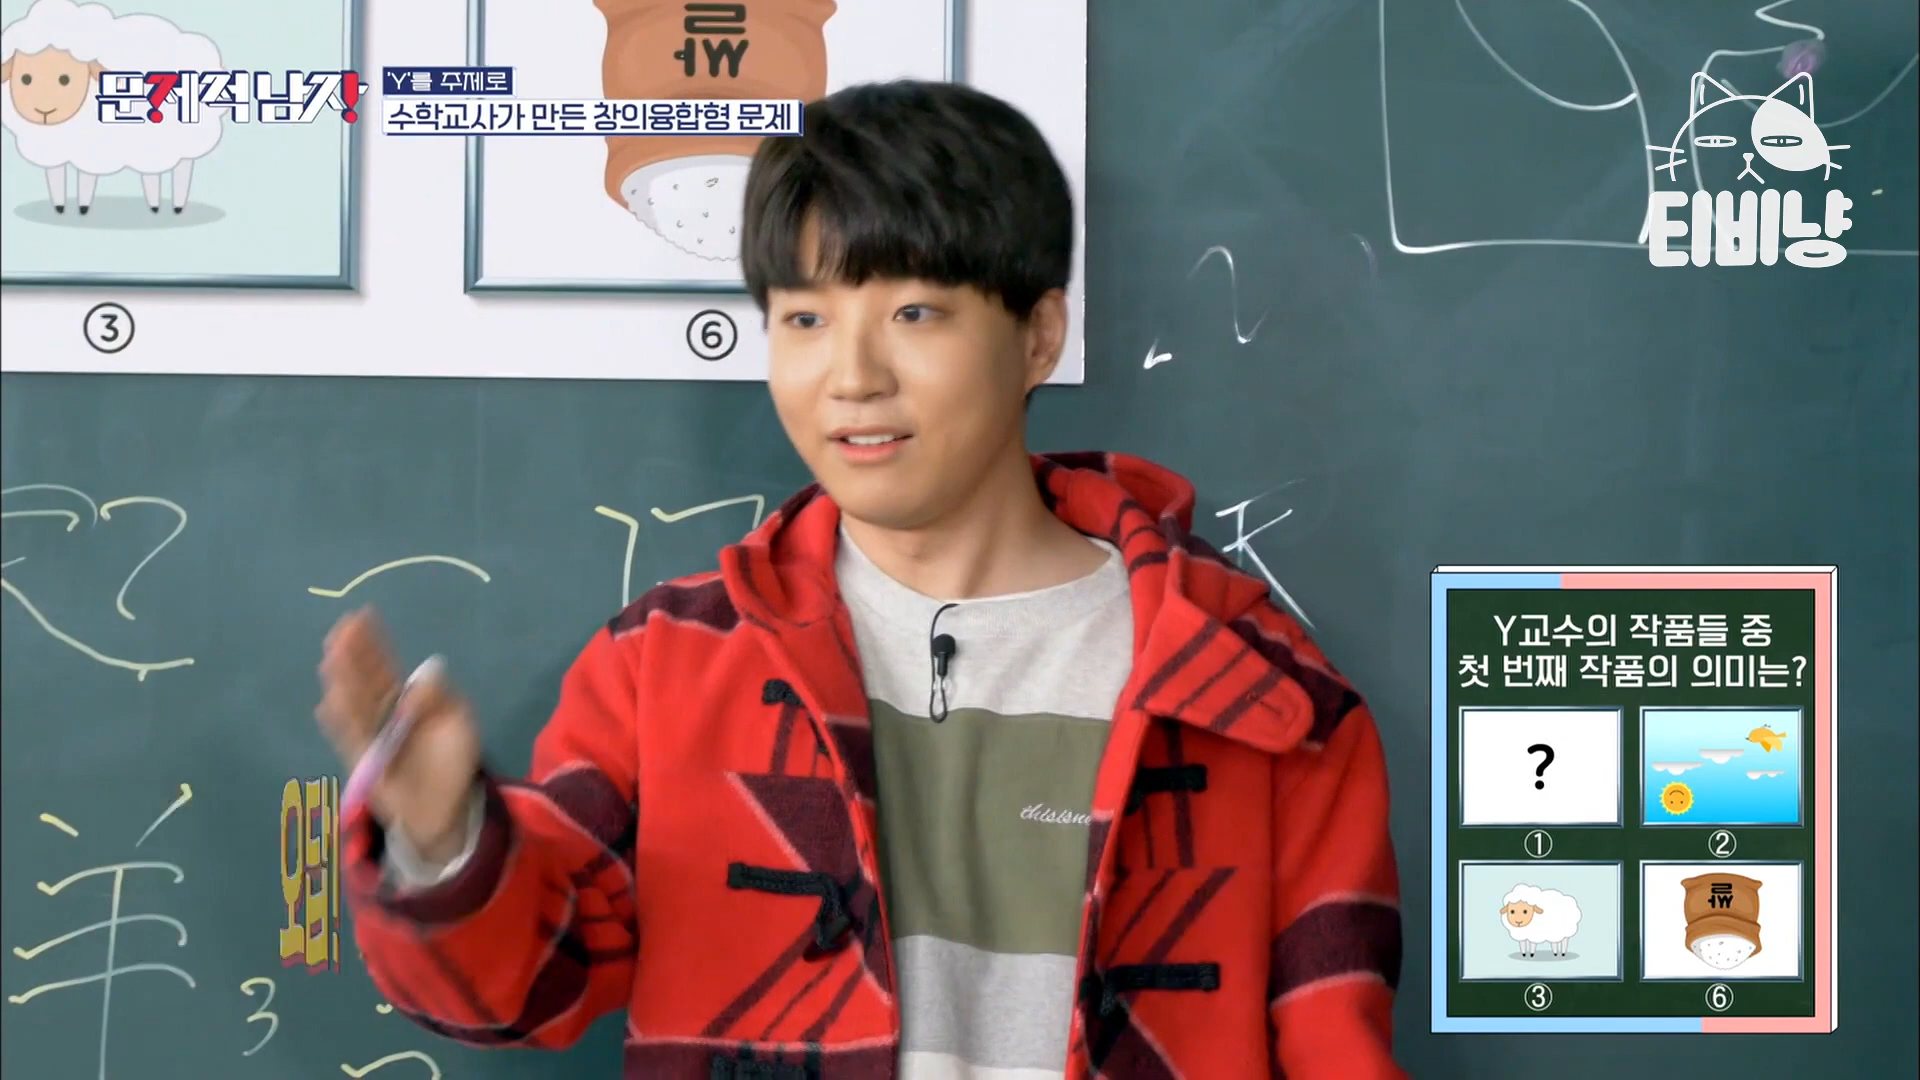 문제적 남자
'Y'를 주제로
수학교사가 만든 창의융합형 문제
티비냥
③
⑥
오답!
3
Y교수의 작품들 중
첫 번째 작품의 의미는?
?
①
②
③
⑥